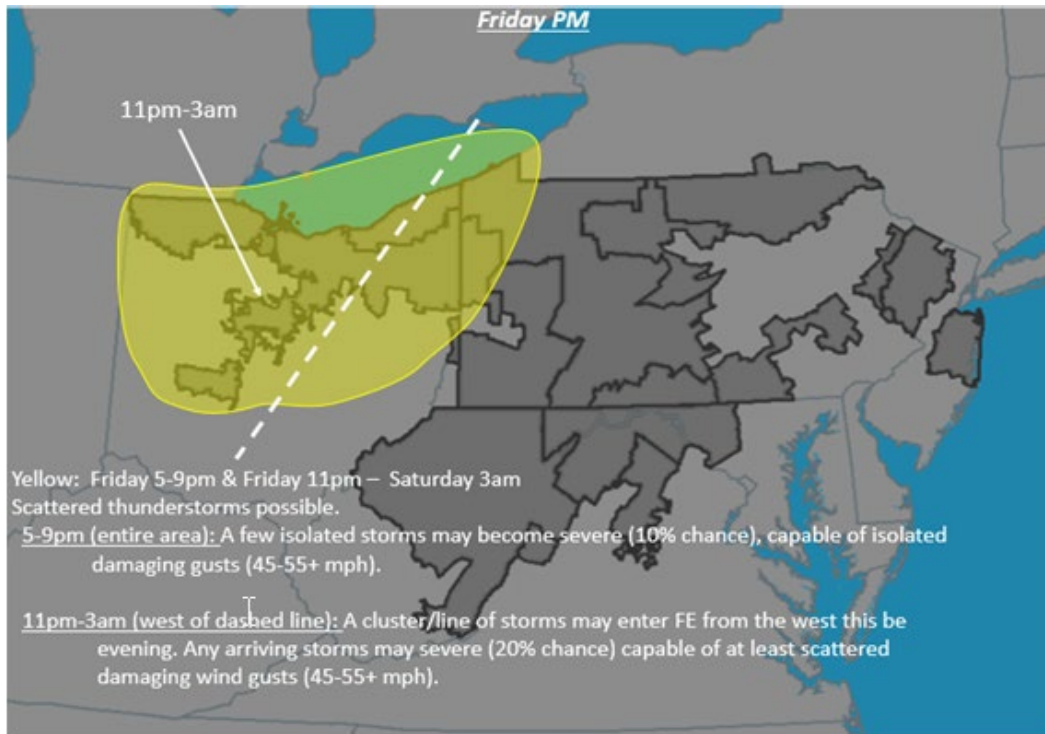 Friday PM
11pm-3am
Yellow: Friday 5-9pm & Friday 11pm – Saturday 3am
Scattered thunderstorms possible.
5-9pm (entire area): A few isolated storms may become severe (10% chance), capable of isolated
damaging gusts (45-55+ mph).
11pm-3am (west of dashed line): A cluster/line of storms may enter FE from the west this be
evening. Any arriving storms may severe (20% chance) capable of at least scattered
damaging wind gusts (45-55+ mph).